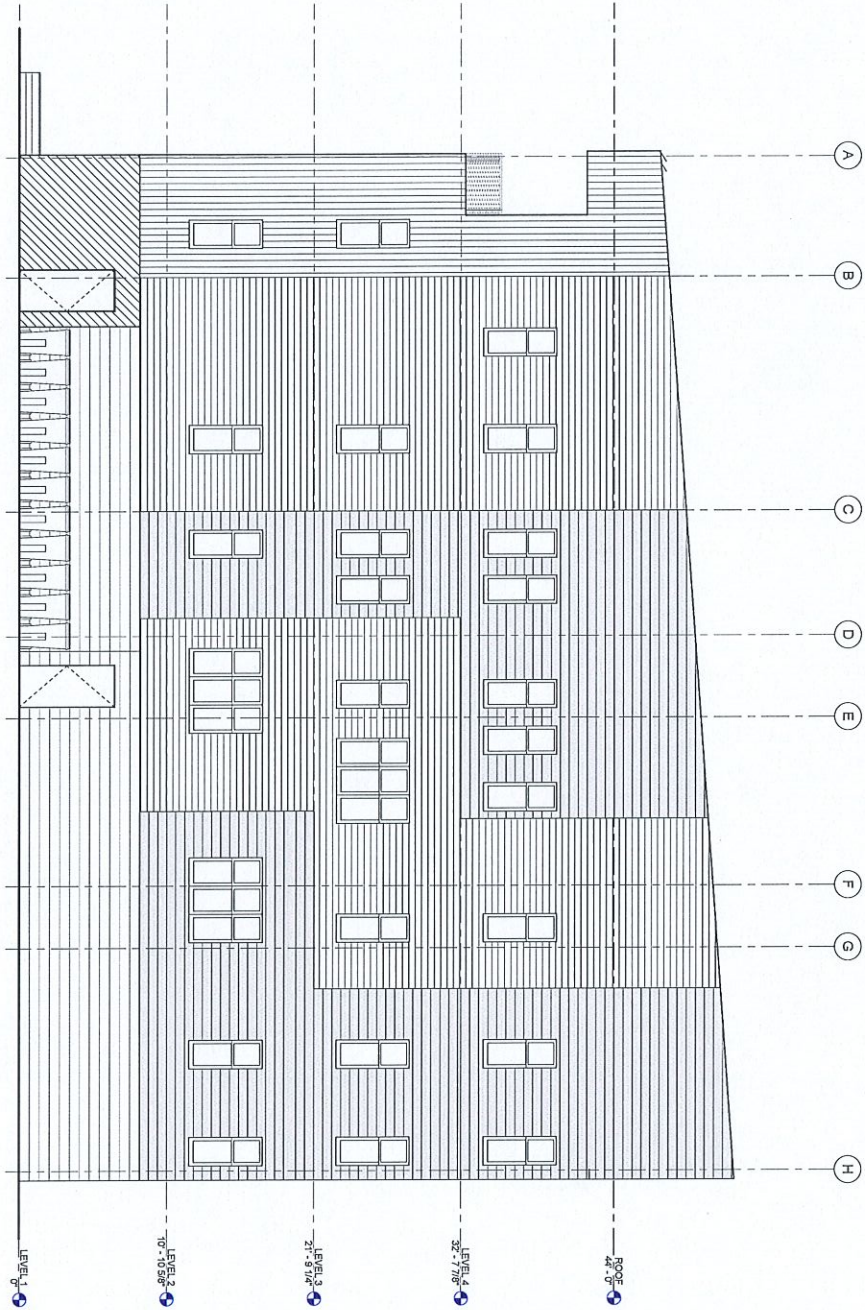 A
B
C
D
E
F
G
H
ROOF
44' - 0"
LEVEL 4
32' - 7 7/8"
LEVEL 3
21' - 9 1/4"
LEVEL 2
10' - 10 5/8"
LEVEL 1
0"